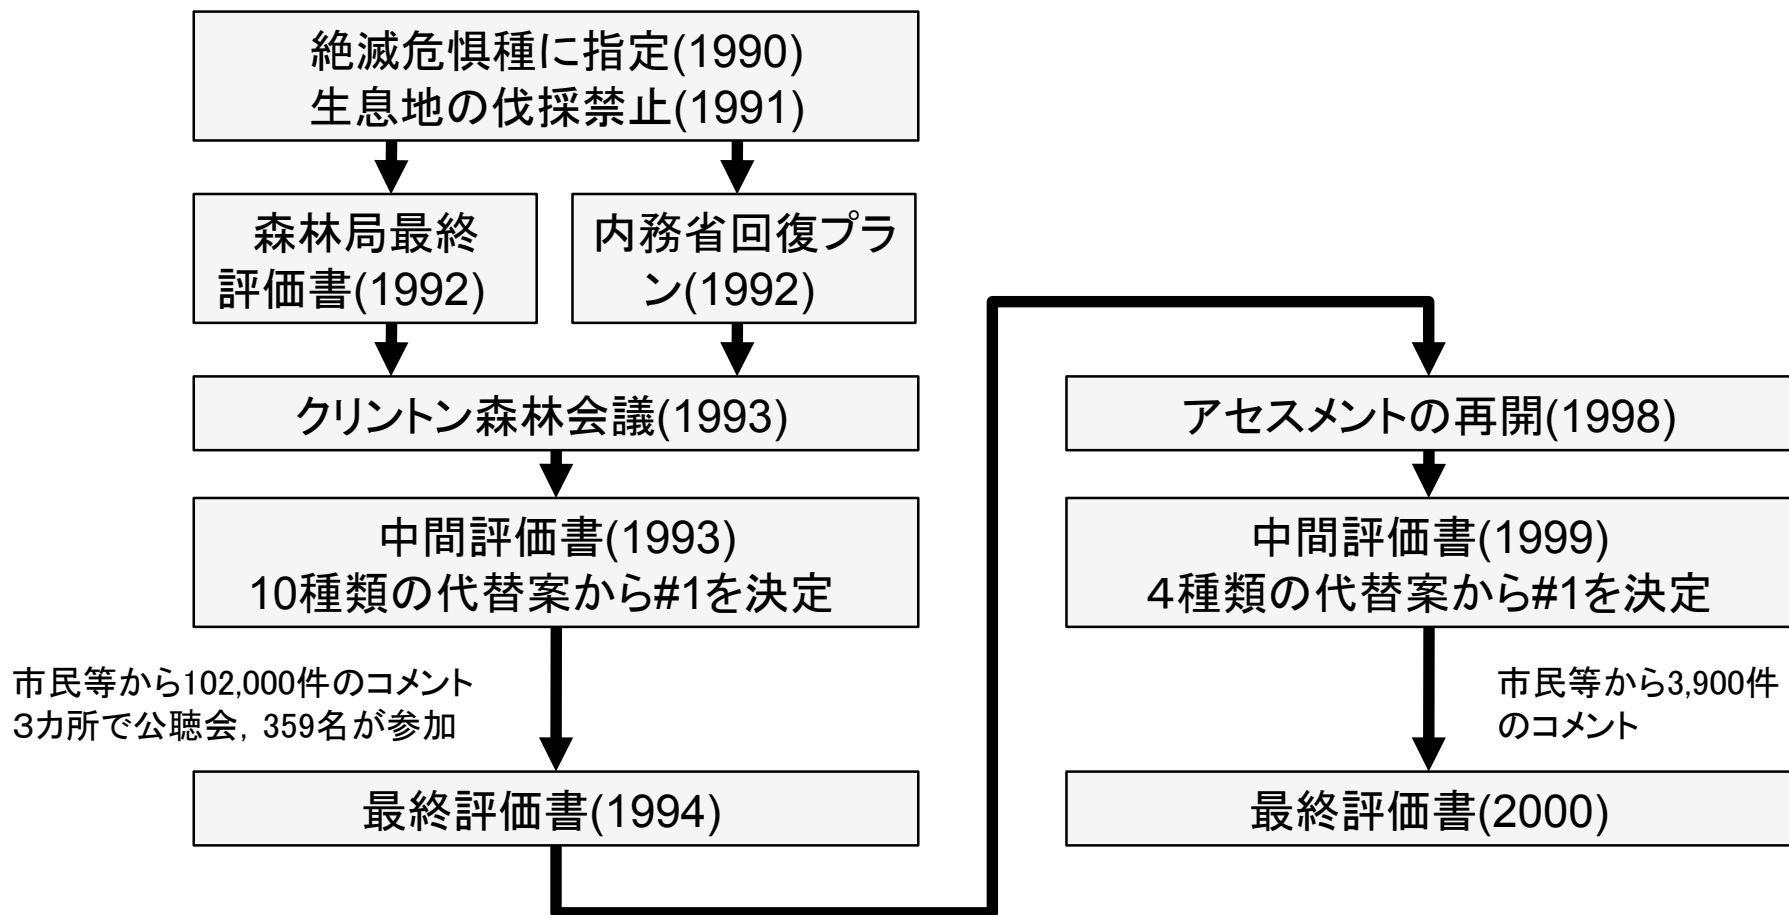 絶滅危惧種に指定(1990)
生息地の伐採禁止(1991)
森林局最終
評価書(1992)
内務省回復プラ
ン(1992)
クリントン森林会議(1993)
中間評価書(1993)
10種類の代替案から#1を決定
市民等から102,000件のコメント
３カ所で公聴会，359名が参加
最終評価書(1994)
アセスメントの再開(1998)
中間評価書(1999)
４種類の代替案から#1を決定
市民等から3,900件
のコメント
最終評価書(2000)